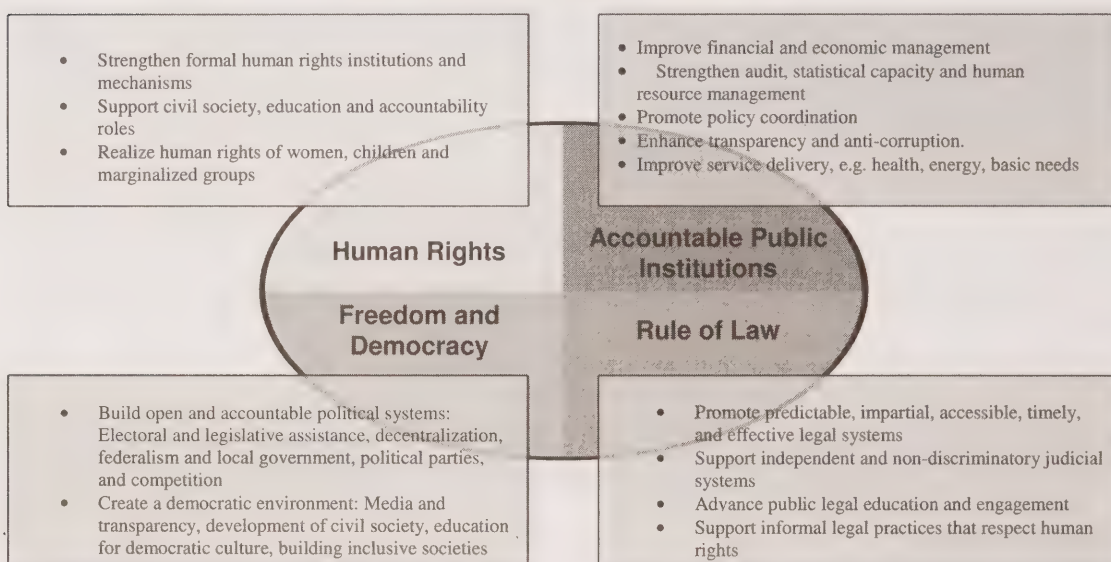 • Strengthen formal human rights institutions and
mechanisms
• Support civil society, education and accountability
roles
• Realize human rights of women, children and
marginalized groups
• Improve financial and economic management
• Strengthen audit, statistical capacity and human
resource management
• Promote policy coordination
• Enhance transparency and anti-corruption.
• Improve service delivery, e.g. health, energy, basic needs
Human Rights
Accountable Public
Institutions
Freedom and
Democracy
Rule of Law
• Build open and accountable political systems:
Electoral and legislative assistance, decentralization,
federalism and local government, political parties,
and competition
• Create a democratic environment: Media and
transparency, development of civil society, education
for democratic culture, building inclusive societies
• Promote predictable, impartial, accessible, timely,
and effective legal systems
• Support independent and non-discriminatory judicial
systems
• Advance public legal education and engagement
• Support informal legal practices that respect human
rights